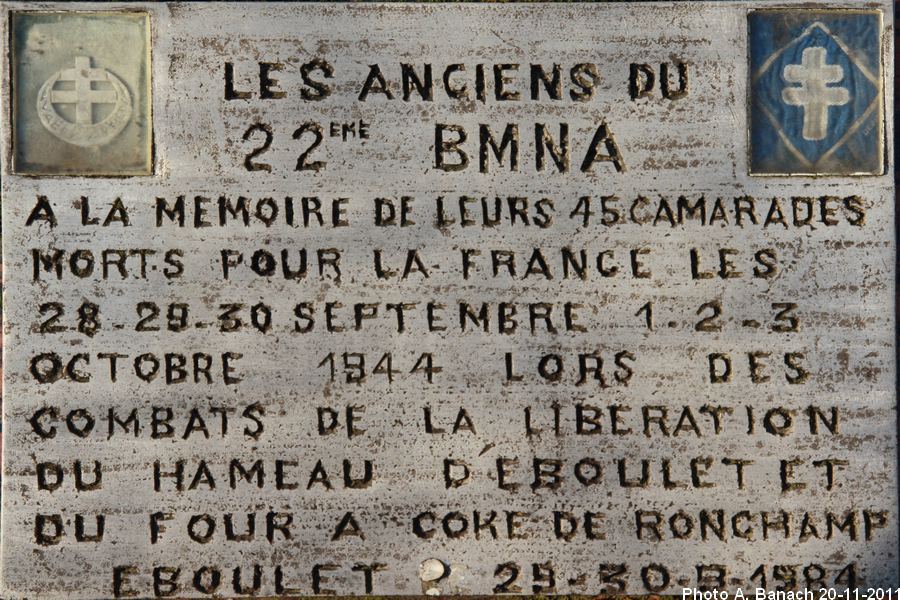 LES ANCIENS DU
22EME BMNA
A LA MEMOIRE DE LEURS 45 CAMARADES
MORTS POUR LA FRANCE LES
28-29-30 SEPTEMBRE 1-2-3
OCTOBRE 1944 LORS DES
COMBATS DE LA LIBERATION
DU HAMEAU D'EBOULET ET
DU FOUR A COKE DE RONCHAMP
EBOULET 29-30-9-1984
Photo A. Banach 20-11-2011